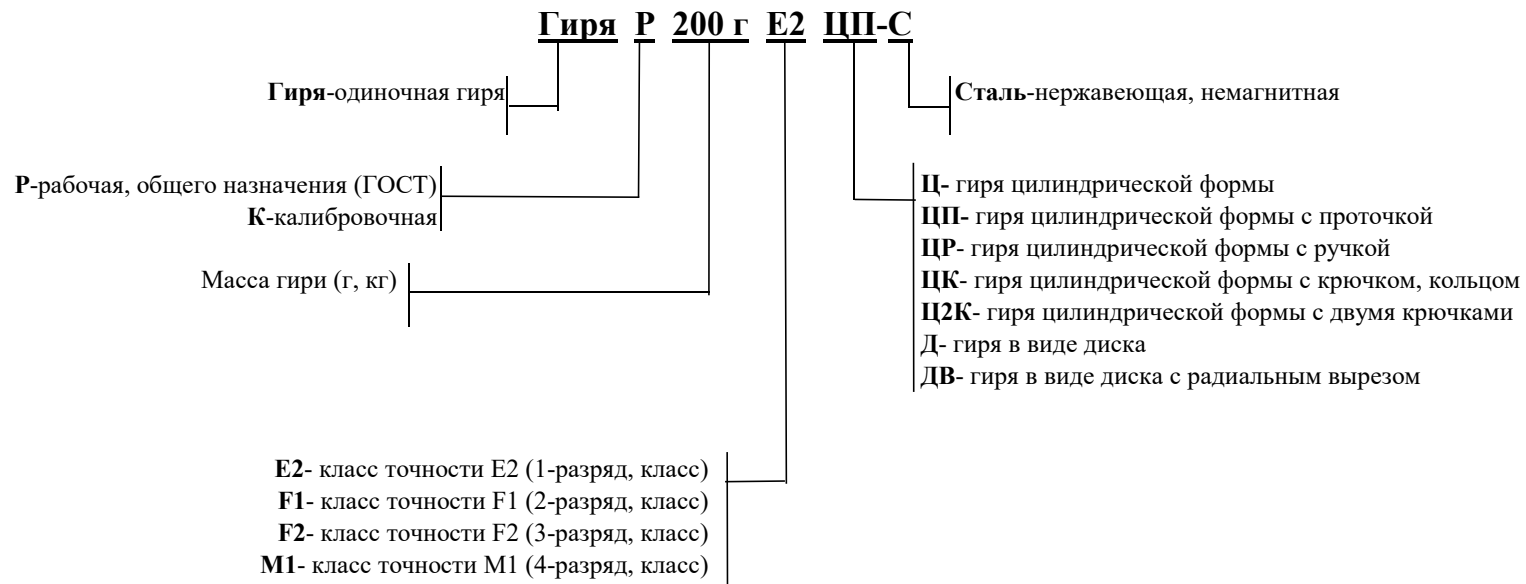 Гиря Р 200 г Е2 ЦП-С
Гиря-одиночная гиря
Сталь-нержавеющая, немагнитная
Р-рабочая, общего назначения (ГОСТ)
К-калибровочная
Ц- гиря цилиндрической формы
ЦП- гиря цилиндрической формы с проточкой
ЦР- гиря цилиндрической формы с ручкой
ЦК- гиря цилиндрической формы с крючком, кольцом
Ц2К- гиря цилиндрической формы с двумя крючками
Д- гиря в виде диска
ДВ- гиря в виде диска с радиальным вырезом
Масса гири (г, кг)
Е2- класс точности Е2 (1-разряд, класс)
F1- класс точности F1 (2-разряд, класс)
F2- класс точности F2 (3-разряд, класс)
М1- класс точности М1 (4-разряд, класс)